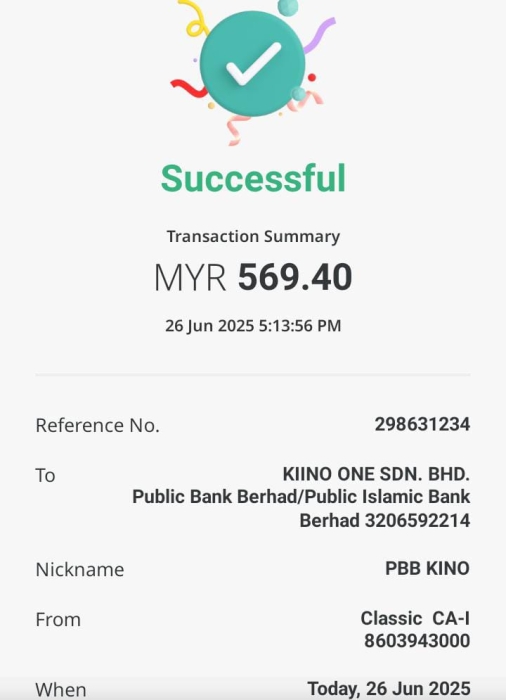 Successful
Transaction Summary
MYR 569.40
26 Jun 2025 5:13:56 PM
Reference No. 298631234
To KIINO ONE SDN. BHD.
Public Bank Berhad/Public Islamic Bank
Berhad 3206592214
Nickname PBB KINO
From Classic CA-I
8603943000
When Today, 26 Jun 2025